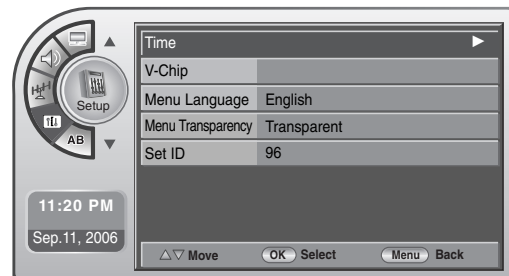 Setup
AB
11:20 PM
Sep.11, 2006
Time
V-Chip
Menu Language English
Menu Transparency Transparent
Set ID 96
Move OK Select Menu Back